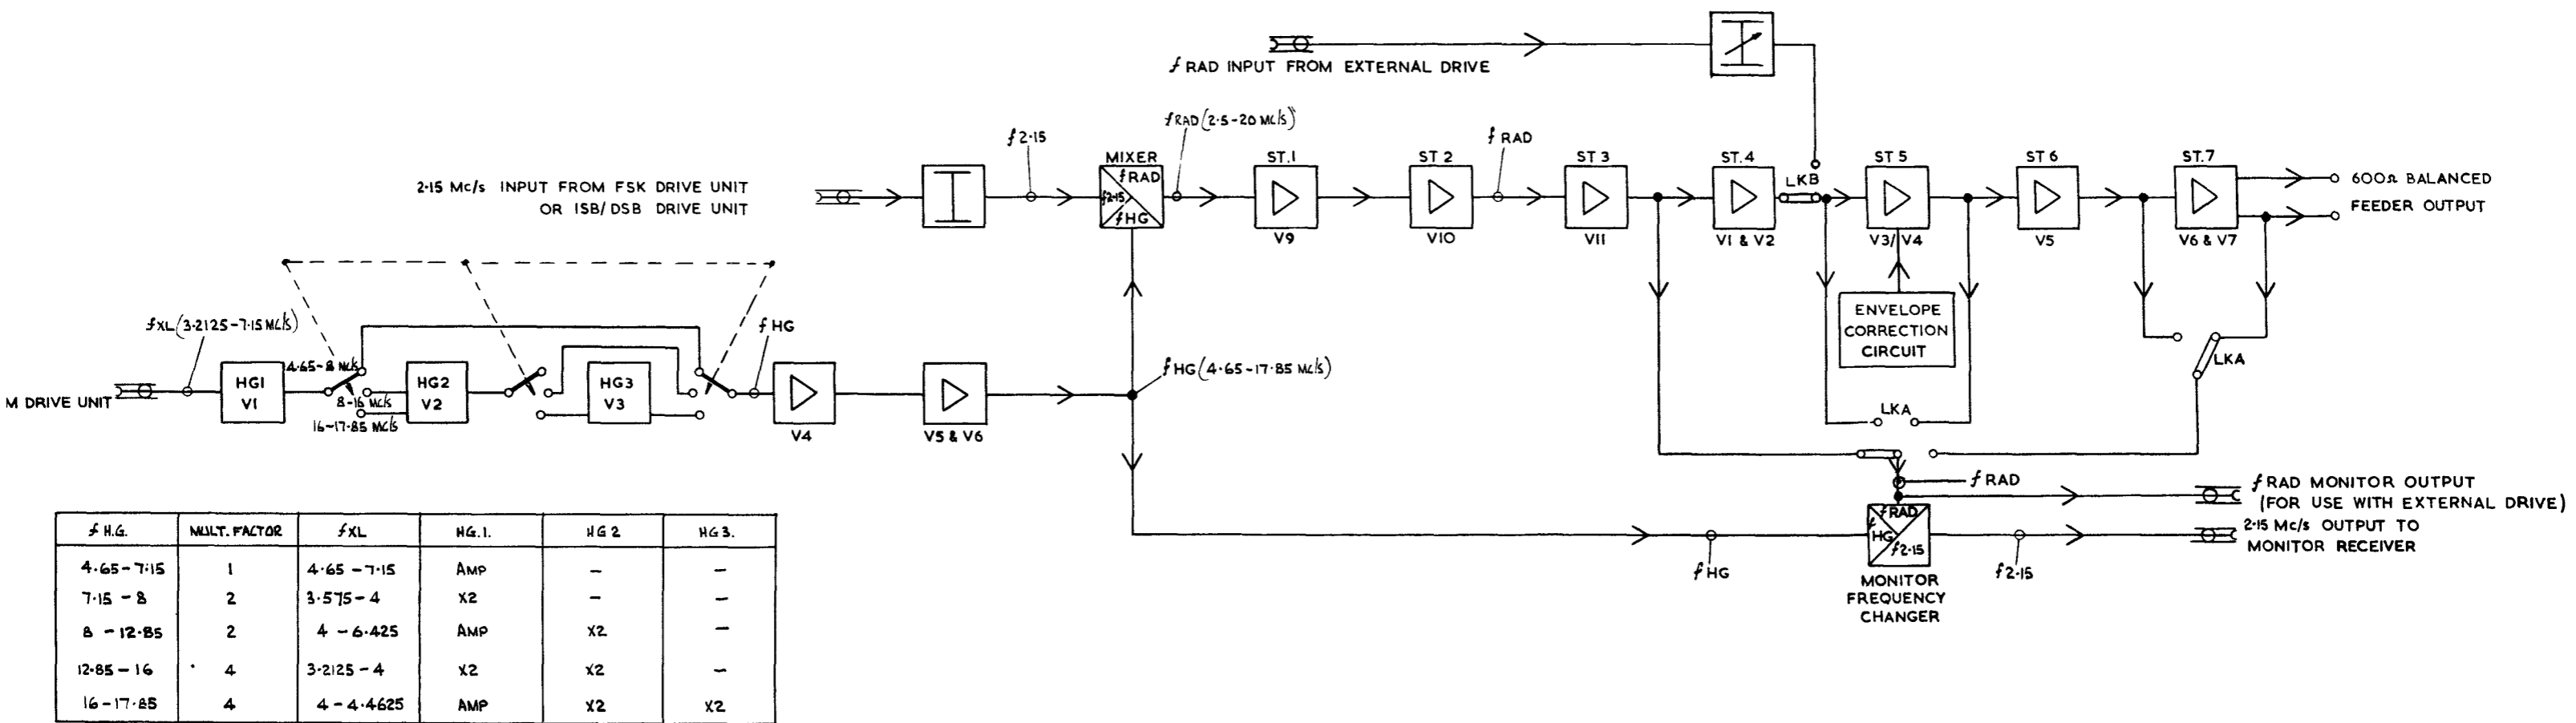 f RAD INPUT FROM EXTERNAL DRIVE
2·15 Mc/s INPUT FROM FSK DRIVE UNIT
OR ISB/DSB DRIVE UNIT
f 2·15
MIXER
f RAD
f2·15
f HG
f RAD (2·5-20 Mc/s)
ST.1
V9
ST 2
V10
f RAD
ST 3
V11
ST.4
V1 & V2
LKB
ST 5
V3/V4
ST 6
V5
ST.7
V6 & V7
600Ω BALANCED
FEEDER OUTPUT
ENVELOPE
CORRECTION
CIRCUIT
LKA
LKA
M DRIVE UNIT
f XL (3·2125-7·15 Mc/s)
HG1
V1
4·65-8 Mc/s
8-16 Mc/s
16-17·85 Mc/s
HG2
V2
HG3
V3
f HG
V4
V5 & V6
f HG (4·65-17·85 Mc/s)
f RAD
f RAD MONITOR OUTPUT
(FOR USE WITH EXTERNAL DRIVE)
f RAD
f
HG
f2·15
2·15 Mc/s OUTPUT TO
MONITOR RECEIVER
f HG
f2·15
MONITOR
FREQUENCY
CHANGER
f H.G. MULT. FACTOR f XL HG.1. HG 2 HG 3.
4·65-7·15 1 4·65-7·15 AMP - -
7·15-8 2 3·575-4 X2 - -
8-12·85 2 4-6·425 AMP X2 -
12·85-16 4 3·2125-4 X2 X2 -
16-17·85 4 4-4·4625 AMP X2 X2